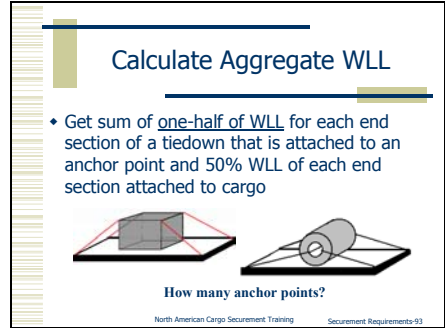 Calculate Aggregate WLL
Get sum of one-half of WLL for each end
section of a tiedown that is attached to an
anchor point and 50% WLL of each end
section attached to cargo
How many anchor points?
North American Cargo Securement Training
Securement Requirements-93